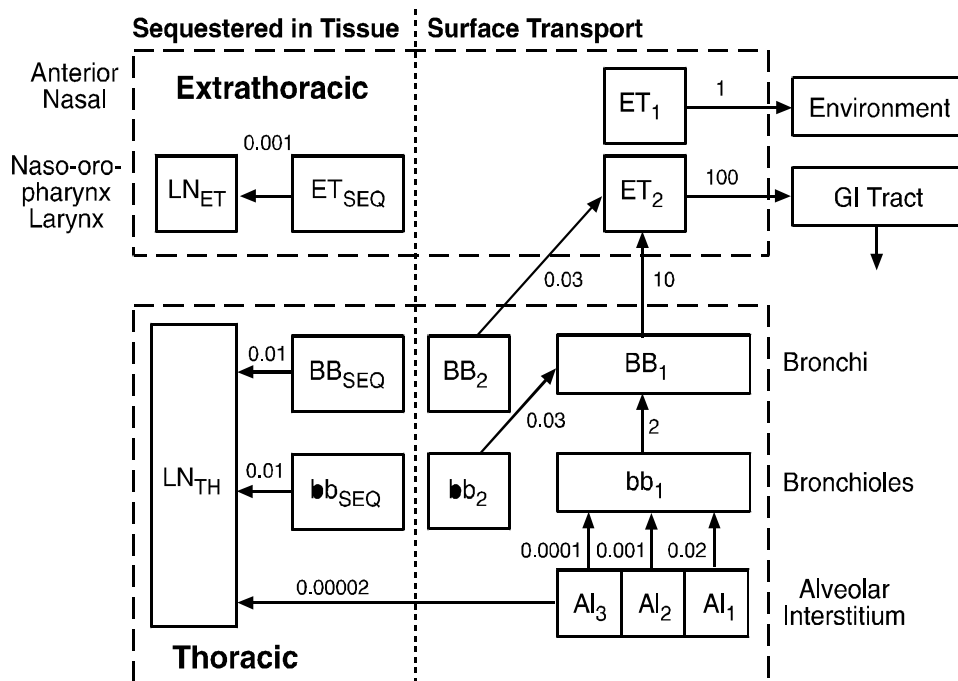 Sequestered in Tissue
Surface Transport
Anterior
Nasal
Extrathoracic
ET1
1
Environment
Naso-oro-
pharynx
Larynx
LNET
0.001
ETSEQ
ET2
100
GI Tract
0.03
10
LNTH
0.01
BBSEQ
BB2
BB1
Bronchi
0.03
2
0.01
bbSEQ
bb2
bb1
Bronchioles
0.0001
0.001
0.02
0.00002
AI3
AI2
AI1
Alveolar
Interstitium
Thoracic